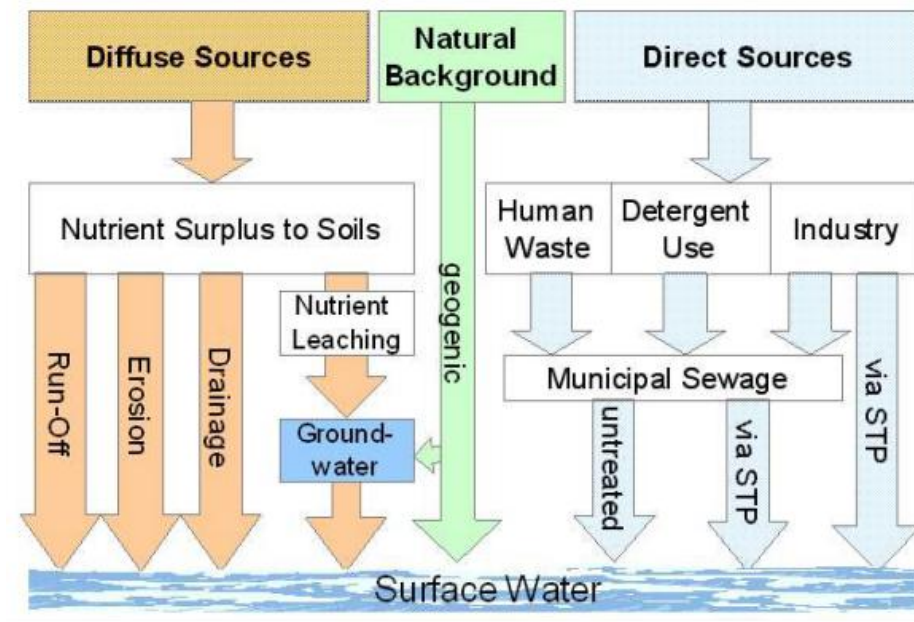 Diffuse Sources
Natural
Background
Direct Sources
Nutrient Surplus to Soils
Human
Waste
Detergent
Use
Industry
Run-Off
Erosion
Drainage
Nutrient
Leaching
Ground-
water
geogenic
Municipal Sewage
untreated
via STP
via STP
Surface Water